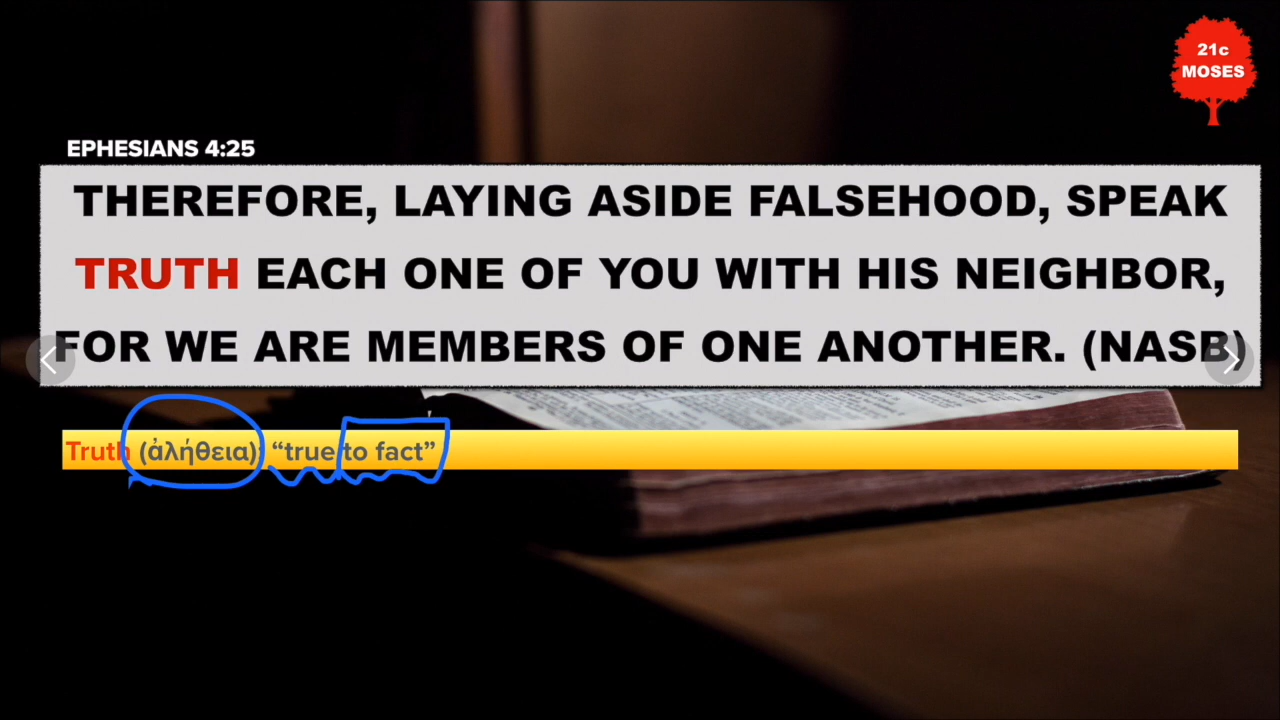 21c
MOSES
EPHESIANS 4:25
THEREFORE, LAYING ASIDE FALSEHOOD, SPEAK
TRUTH EACH ONE OF YOU WITH HIS NEIGHBOR,
FOR WE ARE MEMBERS OF ONE ANOTHER. (NASB)
Truth (ἀλήθεια): “true to fact”